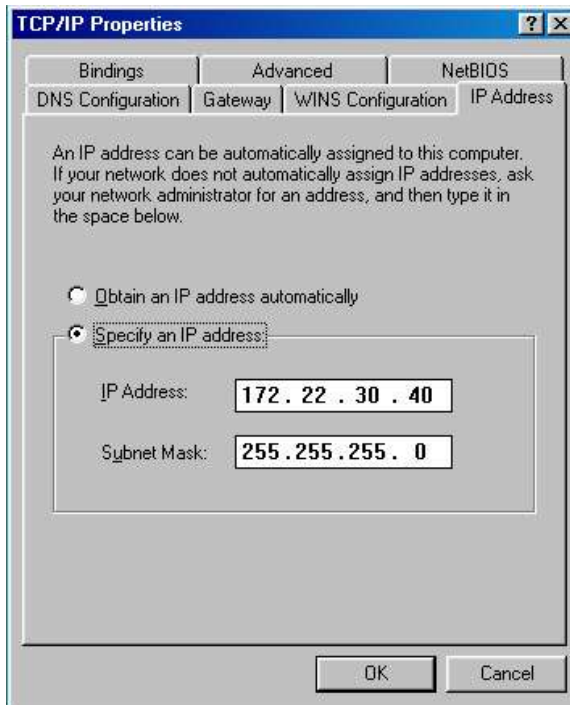 TCP/IP Properties
Bindings
Advanced
NetBIOS
DNS Configuration
Gateway
WINS Configuration
IP Address
An IP address can be automatically assigned to this computer.
If your network does not automatically assign IP addresses, ask
your network administrator for an address, and then type it in
the space below.
Obtain an IP address automatically
Specify an IP address:
IP Address:
172 . 22 . 30 . 40
Subnet Mask:
255 . 255 . 255 . 0
OK
Cancel